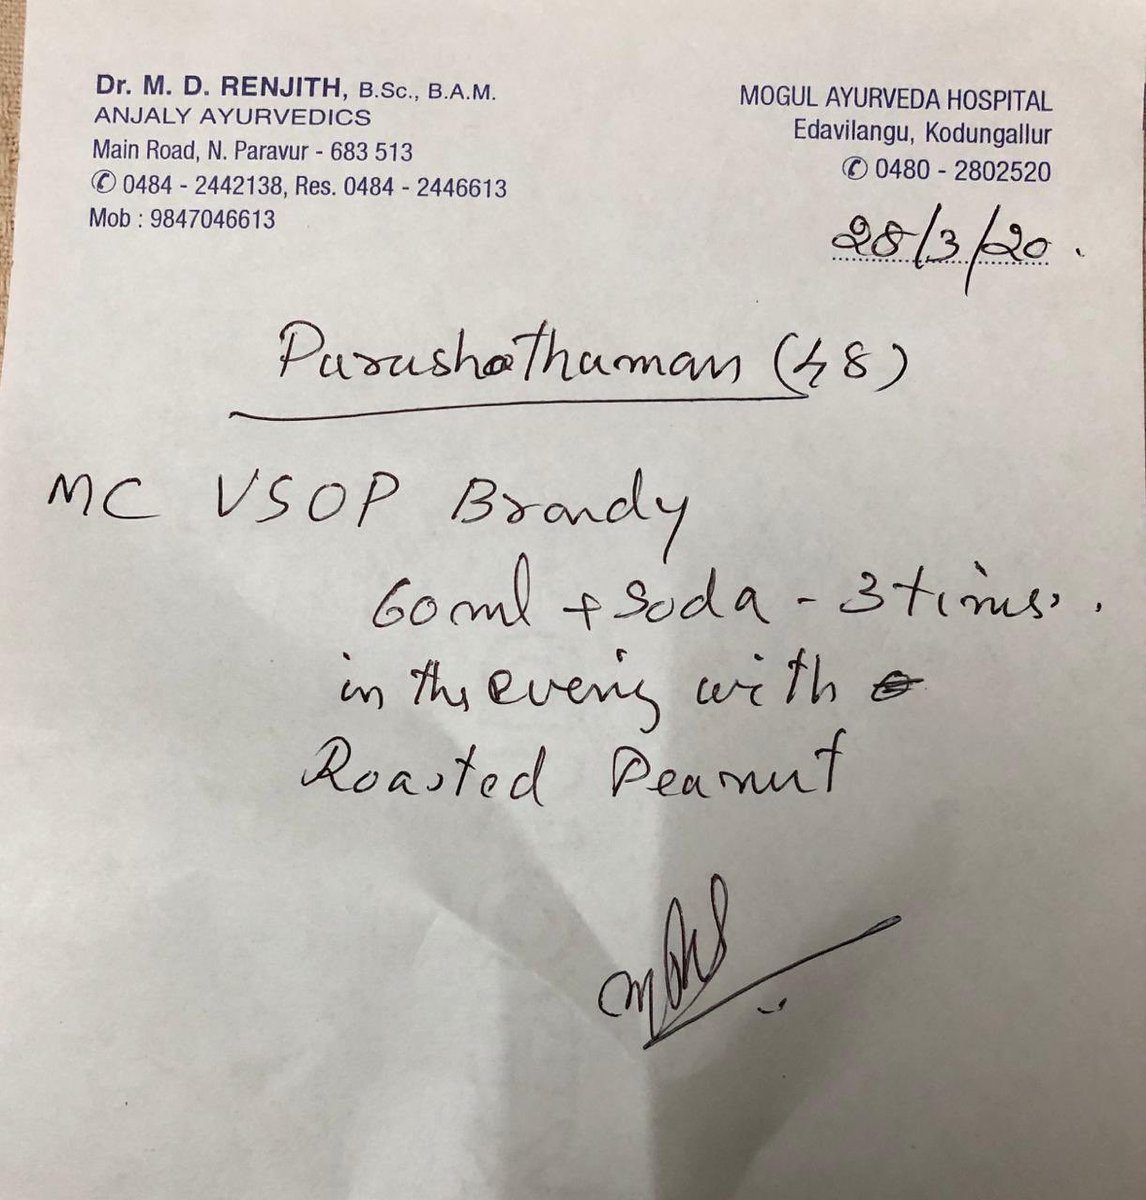 Dr. M. D. RENJITH, B.Sc., B.A.M.
ANJALY AYURVEDICS
Main Road, N. Paravur - 683 513
✆ 0484 - 2442138, Res. 0484 - 2446613
Mob : 9847046613
MOGUL AYURVEDA HOSPITAL
Edavilangu, Kodungallur
✆ 0480 - 2802520
28/3/20.
Purushothaman (48)
MC VSOP Brandy
60ml + Soda - 3 times.
in the evening with
Roasted Peanut